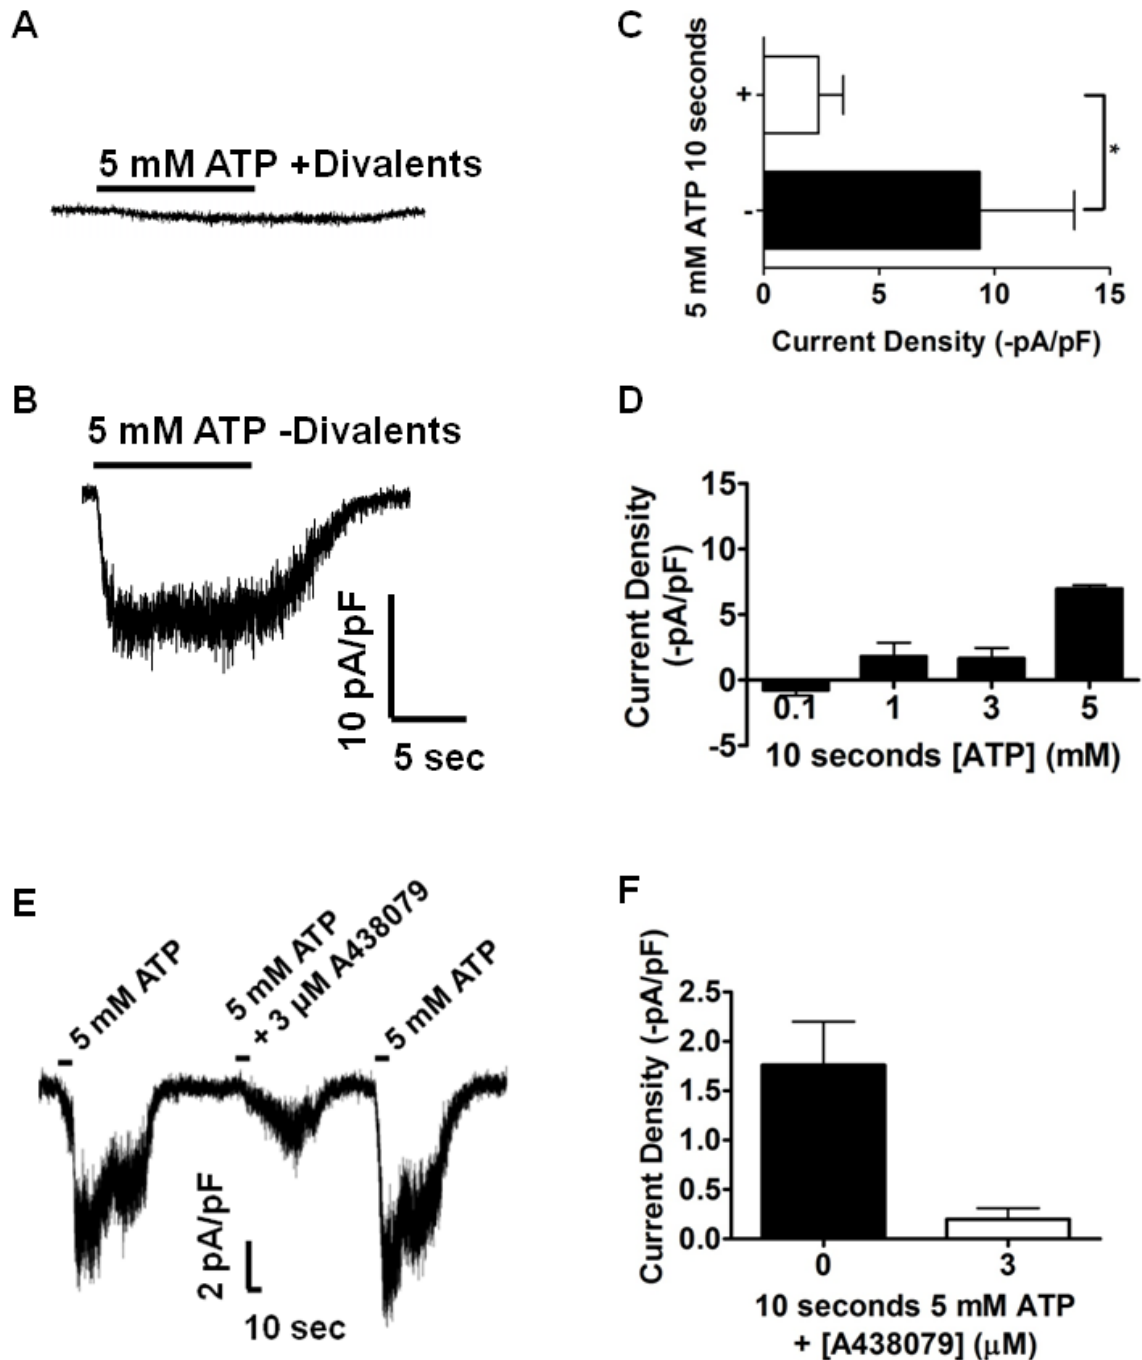 A
5 mM ATP +Divalents
C
5 mM ATP 10 seconds
+
-
*
0 5 10 15
Current Density (-pA/pF)
B
5 mM ATP -Divalents
10 pA/pF
5 sec
D
Current Density
(-pA/pF)
15
10
5
0
-5
0.1 1 3 5
10 seconds [ATP] (mM)
E
5 mM ATP
5 mM ATP
+ 3 µM A438079
5 mM ATP
2 pA/pF
10 sec
F
Current Density (-pA/pF)
2.5
2.0
1.5
1.0
0.5
0.0
0 3
10 seconds 5 mM ATP
+ [A438079] (µM)